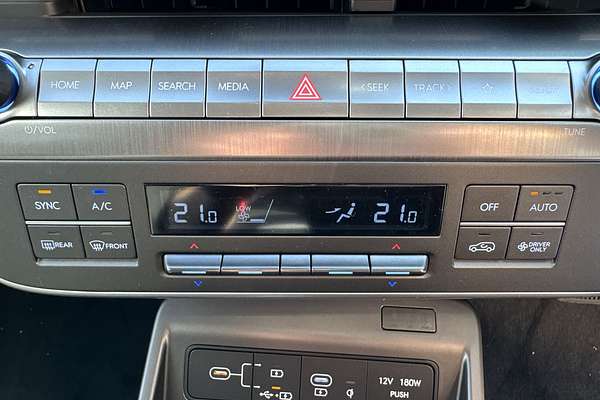 HOME MAP SEARCH MEDIA <SEEK TRACK> SETUP
⏻/VOL TUNE
SYNC A/C 21.0 LOW 21.0 OFF AUTO
REAR FRONT DRIVER ONLY
12V 180W
PUSH